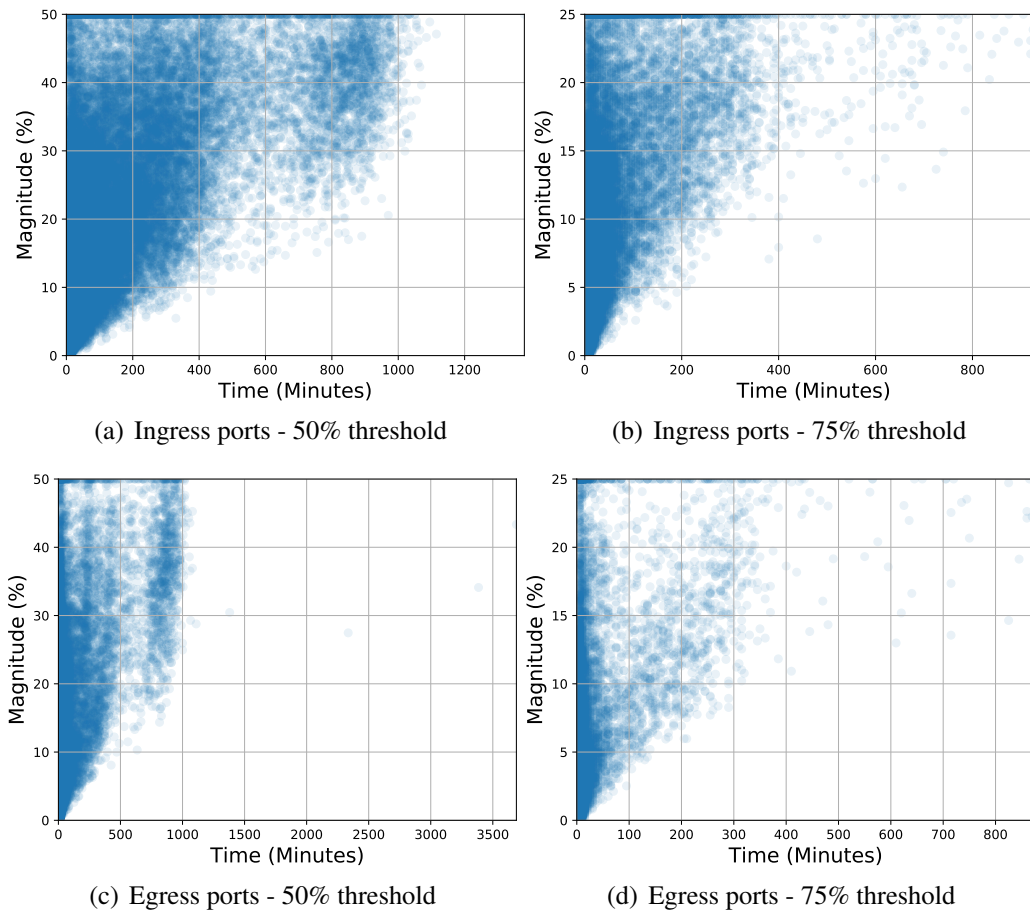 50
40
30
20
10
0
Magnitude (%)
0 200 400 600 800 1000 1200
Time (Minutes)
(a) Ingress ports - 50% threshold
25
20
15
10
5
0
Magnitude (%)
0 200 400 600 800
Time (Minutes)
(b) Ingress ports - 75% threshold
50
40
30
20
10
0
Magnitude (%)
0 500 1000 1500 2000 2500 3000 3500
Time (Minutes)
(c) Egress ports - 50% threshold
25
20
15
10
5
0
Magnitude (%)
0 100 200 300 400 500 600 700 800
Time (Minutes)
(d) Egress ports - 75% threshold